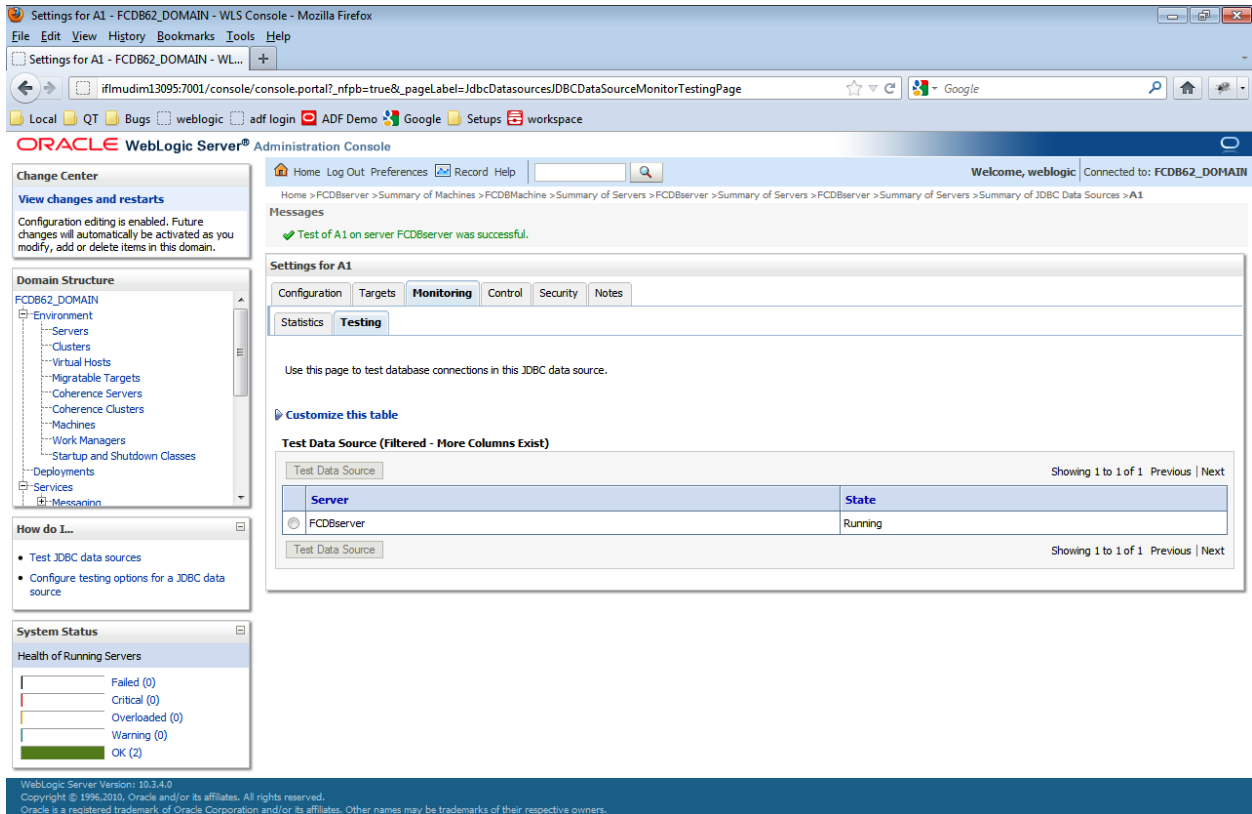 Settings for A1 - FCDB62_DOMAIN - WLS Console - Mozilla Firefox
File Edit View History Bookmarks Tools Help
Settings for A1 - FCDB62_DOMAIN - WL... +
iflmudim13095:7001/console/console.portal?_nfpb=true&_pageLabel=JdbcDatasourcesJDBCDataSourceMonitorTestingPage
Google
Local QT Bugs weblogic adf login ADF Demo Google Setups workspace
ORACLE WebLogic Server® Administration Console
Change Center
View changes and restarts
Configuration editing is enabled. Future
changes will automatically be activated as you
modify, add or delete items in this domain.
Domain Structure
FCDB62_DOMAIN
Environment
Servers
Clusters
Virtual Hosts
Migratable Targets
Coherence Servers
Coherence Clusters
Machines
Work Managers
Startup and Shutdown Classes
Deployments
Services
Messaging
How do I...
Test JDBC data sources
Configure testing options for a JDBC data
source
System Status
Health of Running Servers
Failed (0)
Critical (0)
Overloaded (0)
Warning (0)
OK (2)
Home Log Out Preferences Record Help
Welcome, weblogic Connected to: FCDB62_DOMAIN
Home >FCDBserver >Summary of Machines >FCDBMachine >Summary of Servers >FCDBserver >Summary of Servers >FCDBserver >Summary of Servers >Summary of JDBC Data Sources >A1
Messages
Test of A1 on server FCDBserver was successful.
Settings for A1
Configuration Targets Monitoring Control Security Notes
Statistics Testing
Use this page to test database connections in this JDBC data source.
Customize this table
Test Data Source (Filtered - More Columns Exist)
Test Data Source Showing 1 to 1 of 1 Previous | Next
Server State
FCDBserver Running
Test Data Source Showing 1 to 1 of 1 Previous | Next
WebLogic Server Version: 10.3.4.0
Copyright © 1996,2010, Oracle and/or its affiliates. All rights reserved.
Oracle is a registered trademark of Oracle Corporation and/or its affiliates. Other names may be trademarks of their respective owners.